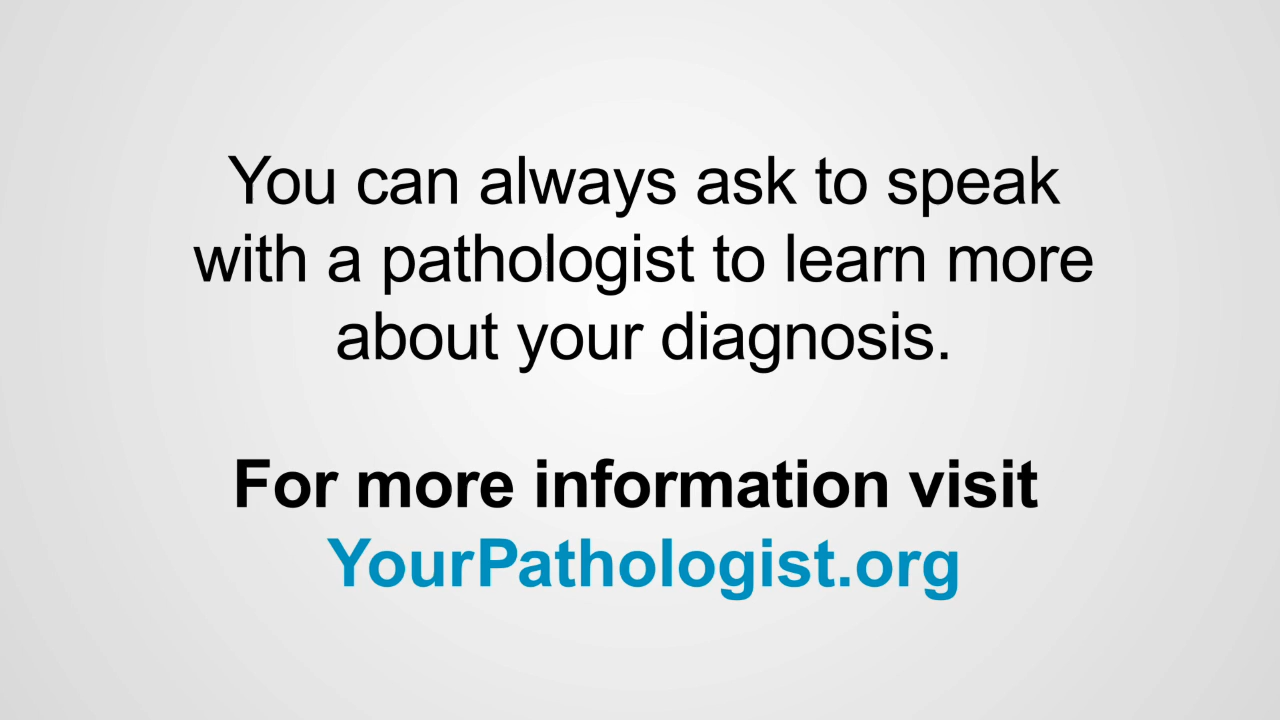 You can always ask to speak
with a pathologist to learn more
about your diagnosis.
For more information visit
YourPathologist.org